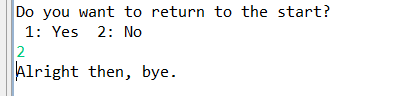 Do you want to return to the start?
 1: Yes  2: No
2
Alright then, bye.